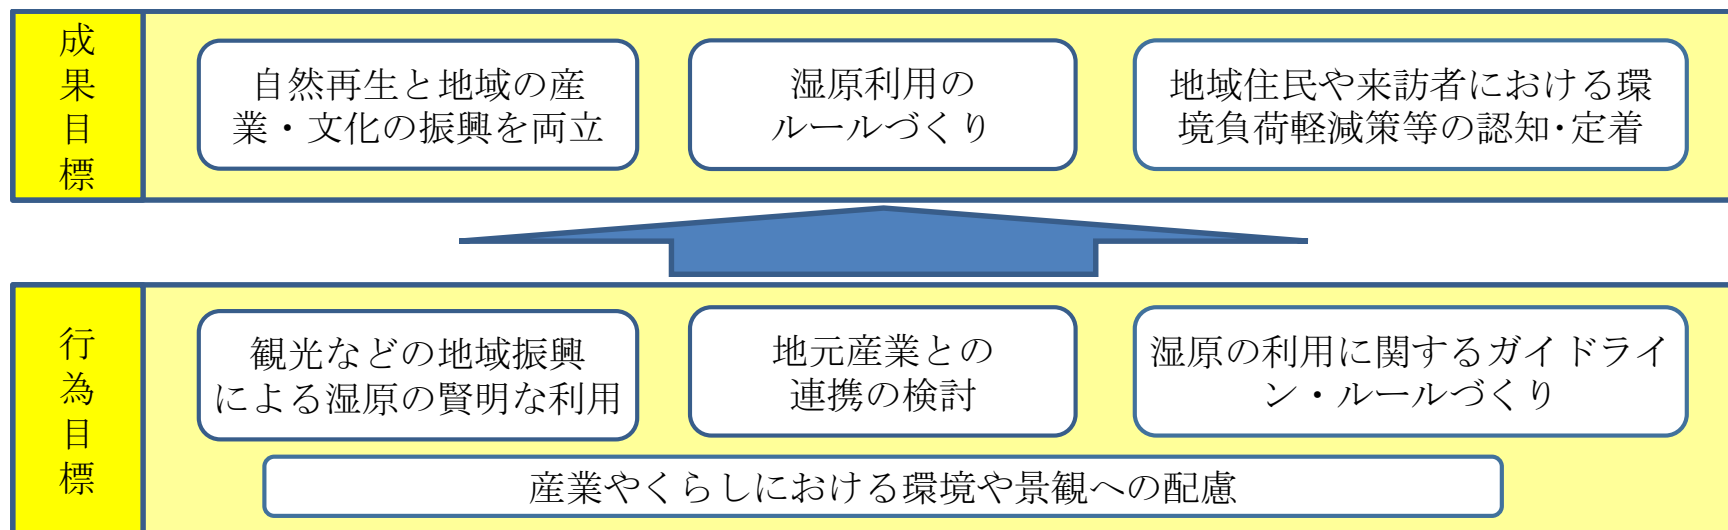 成果目標
自然再生と地域の産
業・文化の振興を両立
湿原利用の
ルールづくり
地域住民や来訪者における環
境負荷軽減策等の認知･定着
行為目標
観光などの地域振興
による湿原の賢明な利用
地元産業との
連携の検討
湿原の利用に関するガイドライ
ン・ルールづくり
産業やくらしにおける環境や景観への配慮